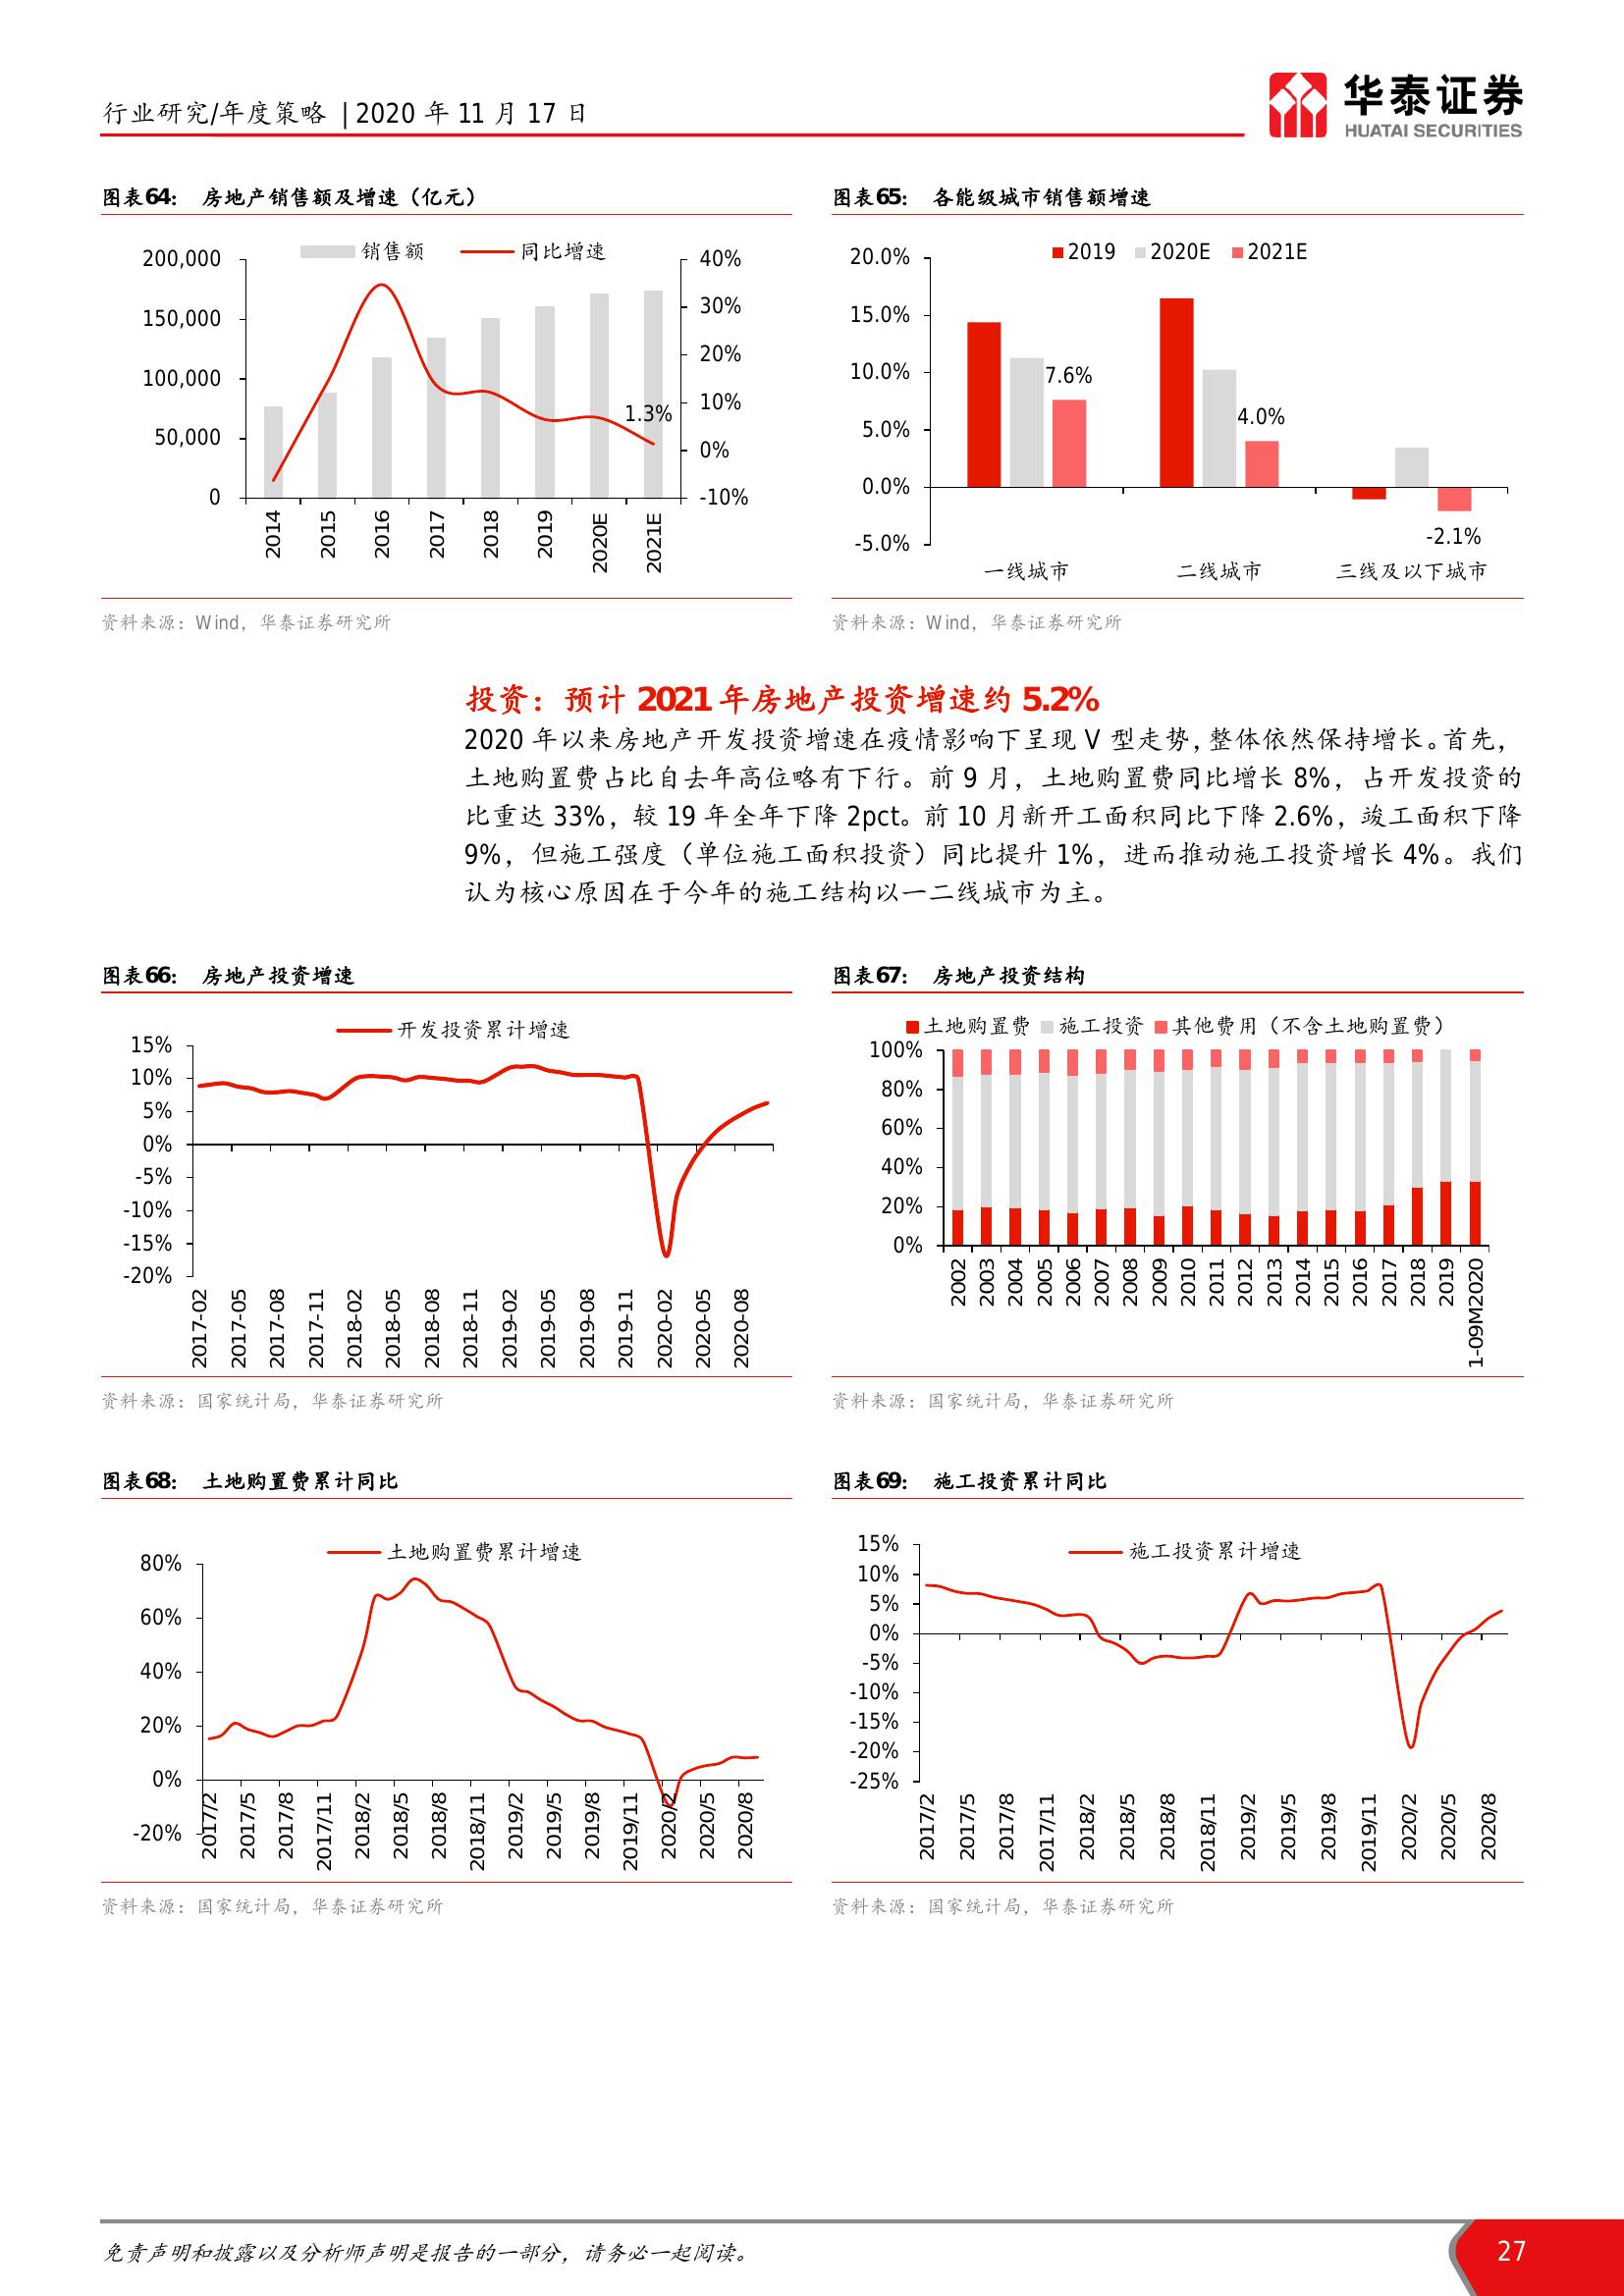 行业研究/年度策略 | 2020 年 11 月 17 日
华泰证券
HUATAI SECURITIES
图表64： 房地产销售额及增速（亿元）
销售额 同比增速
200,000
150,000
100,000
50,000
0
40%
30%
20%
10%
0%
-10%
1.3%
2014 2015 2016 2017 2018 2019 2020E 2021E
资料来源：Wind，华泰证券研究所
图表65： 各能级城市销售额增速
2019 2020E 2021E
20.0%
15.0%
10.0%
5.0%
0.0%
-5.0%
7.6%
4.0%
-2.1%
一线城市 二线城市 三线及以下城市
资料来源：Wind，华泰证券研究所
投资：预计 2021 年房地产投资增速约 5.2%
2020 年以来房地产开发投资增速在疫情影响下呈现 V 型走势，整体依然保持增长。首先，
土地购置费占比自去年高位略有下行。前 9 月，土地购置费同比增长 8%，占开发投资的
比重达 33%，较 19 年全年下降 2pct。前 10 月新开工面积同比下降 2.6%，竣工面积下降
9%，但施工强度（单位施工面积投资）同比提升 1%，进而推动施工投资增长 4%。我们
认为核心原因在于今年的施工结构以一二线城市为主。
图表66： 房地产投资增速
开发投资累计增速
15%
10%
5%
0%
-5%
-10%
-15%
-20%
2017-02 2017-05 2017-08 2017-11 2018-02 2018-05 2018-08 2018-11 2019-02 2019-05 2019-08 2019-11 2020-02 2020-05 2020-08
资料来源：国家统计局，华泰证券研究所
图表67： 房地产投资结构
土地购置费 施工投资 其他费用（不含土地购置费）
100%
80%
60%
40%
20%
0%
2002 2003 2004 2005 2006 2007 2008 2009 2010 2011 2012 2013 2014 2015 2016 2017 2018 2019 1-09M2020
资料来源：国家统计局，华泰证券研究所
图表68： 土地购置费累计同比
土地购置费累计增速
80%
60%
40%
20%
0%
-20%
2017/2 2017/5 2017/8 2017/11 2018/2 2018/5 2018/8 2018/11 2019/2 2019/5 2019/8 2019/11 2020/2 2020/5 2020/8
资料来源：国家统计局，华泰证券研究所
图表69： 施工投资累计同比
施工投资累计增速
15%
10%
5%
0%
-5%
-10%
-15%
-20%
-25%
2017/2 2017/5 2017/8 2017/11 2018/2 2018/5 2018/8 2018/11 2019/2 2019/5 2019/8 2019/11 2020/2 2020/5 2020/8
资料来源：国家统计局，华泰证券研究所
免责声明和披露以及分析师声明是报告的一部分，请务必一起阅读。
27